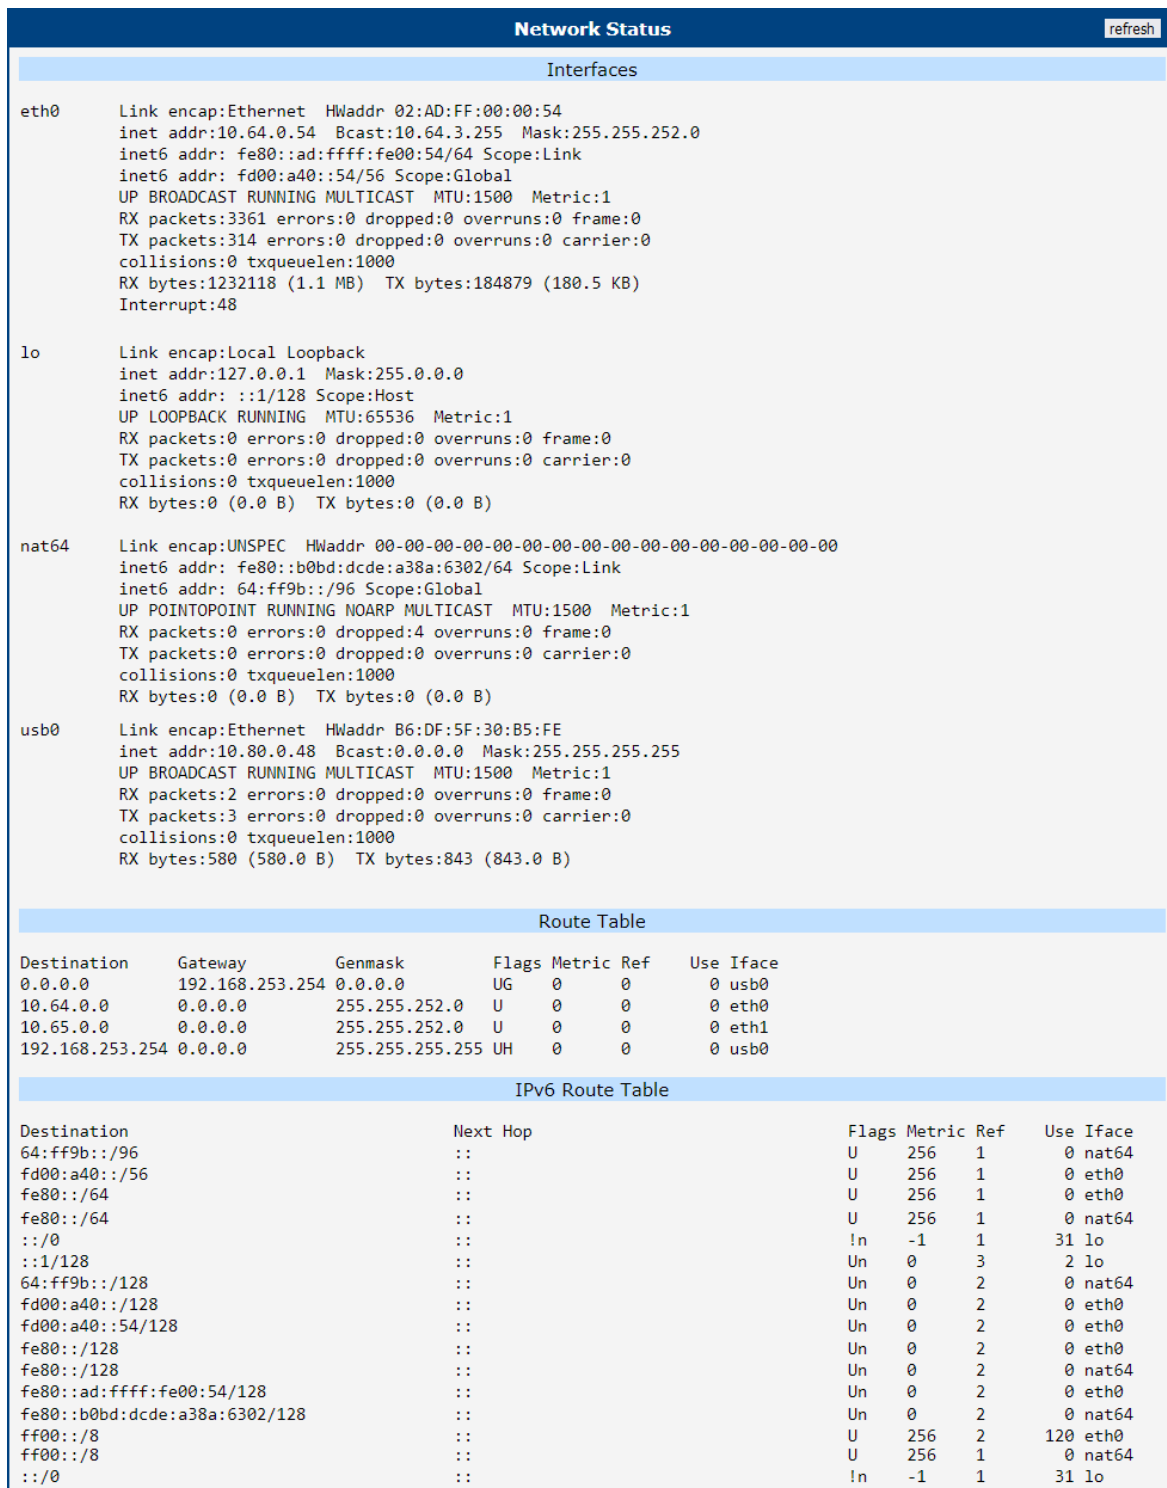 Network Status
refresh
Interfaces
eth0 Link encap:Ethernet HWaddr 02:AD:FF:00:00:54
inet addr:10.64.0.54 Bcast:10.64.3.255 Mask:255.255.252.0
inet6 addr: fe80::ad:ffff:fe00:54/64 Scope:Link
inet6 addr: fd00:a40::54/56 Scope:Global
UP BROADCAST RUNNING MULTICAST MTU:1500 Metric:1
RX packets:3361 errors:0 dropped:0 overruns:0 frame:0
TX packets:314 errors:0 dropped:0 overruns:0 carrier:0
collisions:0 txqueuelen:1000
RX bytes:1232118 (1.1 MB) TX bytes:184879 (180.5 KB)
Interrupt:48
lo Link encap:Local Loopback
inet addr:127.0.0.1 Mask:255.0.0.0
inet6 addr: ::1/128 Scope:Host
UP LOOPBACK RUNNING MTU:65536 Metric:1
RX packets:0 errors:0 dropped:0 overruns:0 frame:0
TX packets:0 errors:0 dropped:0 overruns:0 carrier:0
collisions:0 txqueuelen:1000
RX bytes:0 (0.0 B) TX bytes:0 (0.0 B)
nat64 Link encap:UNSPEC HWaddr 00-00-00-00-00-00-00-00-00-00-00-00-00-00-00-00
inet6 addr: fe80::b0bd:dcde:a38a:6302/64 Scope:Link
inet6 addr: 64:ff9b::/96 Scope:Global
UP POINTOPOINT RUNNING NOARP MULTICAST MTU:1500 Metric:1
RX packets:0 errors:0 dropped:4 overruns:0 frame:0
TX packets:0 errors:0 dropped:0 overruns:0 carrier:0
collisions:0 txqueuelen:1000
RX bytes:0 (0.0 B) TX bytes:0 (0.0 B)
usb0 Link encap:Ethernet HWaddr B6:DF:5F:30:B5:FE
inet addr:10.80.0.48 Bcast:0.0.0.0 Mask:255.255.255.255
UP BROADCAST RUNNING MULTICAST MTU:1500 Metric:1
RX packets:2 errors:0 dropped:0 overruns:0 frame:0
TX packets:3 errors:0 dropped:0 overruns:0 carrier:0
collisions:0 txqueuelen:1000
RX bytes:580 (580.0 B) TX bytes:843 (843.0 B)
Route Table
Destination Gateway Genmask Flags Metric Ref Use Iface
0.0.0.0 192.168.253.254 0.0.0.0 UG 0 0 0 usb0
10.64.0.0 0.0.0.0 255.255.252.0 U 0 0 0 eth0
10.65.0.0 0.0.0.0 255.255.252.0 U 0 0 0 eth1
192.168.253.254 0.0.0.0 255.255.255.255 UH 0 0 0 usb0
IPv6 Route Table
Destination Next Hop Flags Metric Ref Use Iface
64:ff9b::/96 :: U 256 1 0 nat64
fd00:a40::/56 :: U 256 1 0 eth0
fe80::/64 :: U 256 1 0 eth0
fe80::/64 :: U 256 1 0 nat64
::/0 :: !n -1 1 31 lo
::1/128 :: Un 0 3 2 lo
64:ff9b::/128 :: Un 0 2 0 nat64
fd00:a40::/128 :: Un 0 2 0 eth0
fd00:a40::54/128 :: Un 0 2 0 eth0
fe80::/128 :: Un 0 2 0 eth0
fe80::/128 :: Un 0 2 0 nat64
fe80::ad:ffff:fe00:54/128 :: Un 0 2 0 eth0
fe80::b0bd:dcde:a38a:6302/128 :: Un 0 2 0 nat64
ff00::/8 :: U 256 2 120 eth0
ff00::/8 :: U 256 1 0 nat64
::/0 :: !n -1 1 31 lo